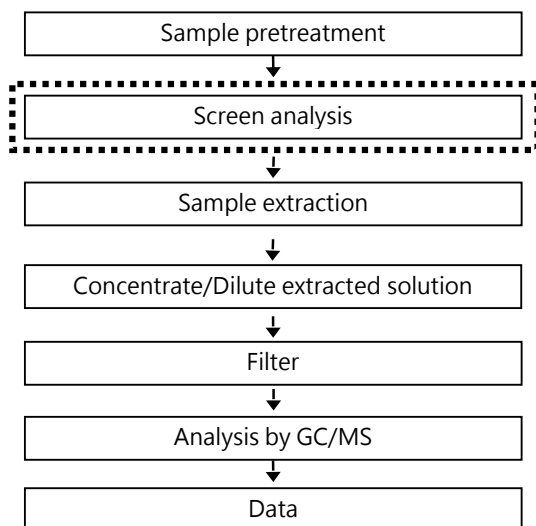 Sample pretreatment
Screen analysis
Sample extraction
Concentrate/Dilute extracted solution
Filter
Analysis by GC/MS
Data